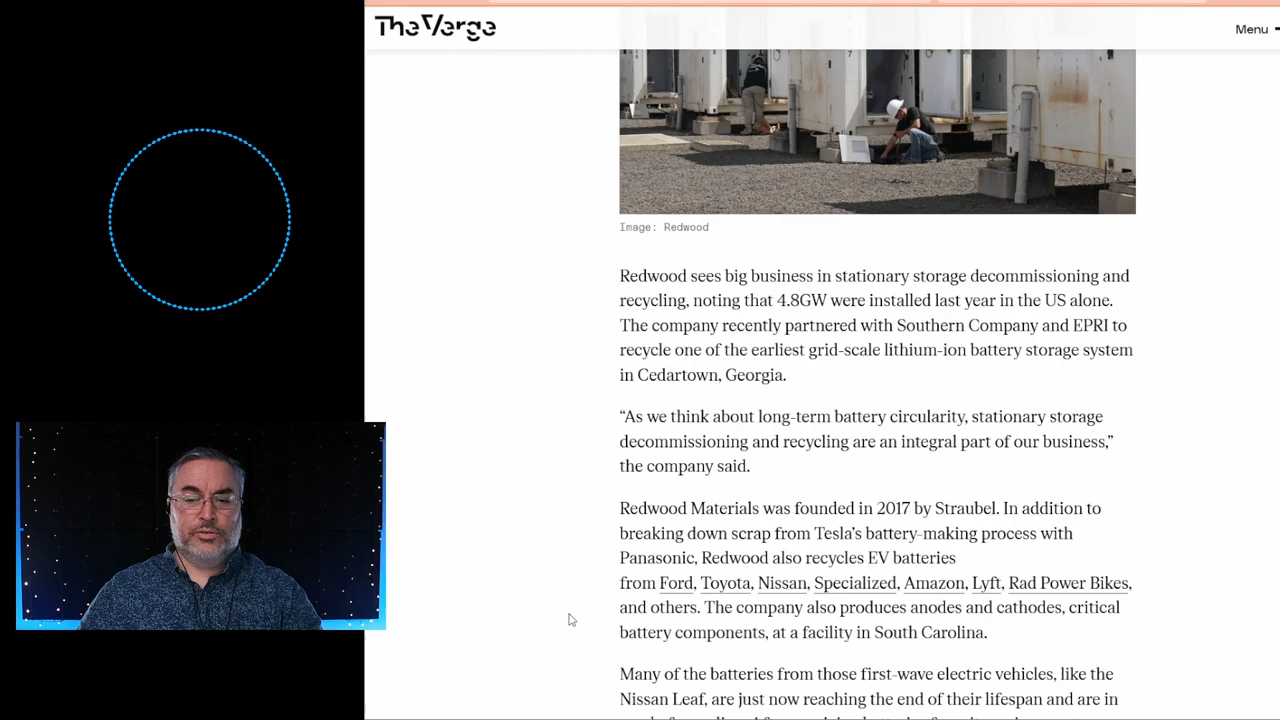 The Verge
Menu
Image: Redwood
Redwood sees big business in stationary storage decommissioning and
recycling, noting that 4.8GW were installed last year in the US alone.
The company recently partnered with Southern Company and EPRI to
recycle one of the earliest grid-scale lithium-ion battery storage system
in Cedartown, Georgia.
“As we think about long-term battery circularity, stationary storage
decommissioning and recycling are an integral part of our business,”
the company said.
Redwood Materials was founded in 2017 by Straubel. In addition to
breaking down scrap from Tesla’s battery-making process with
Panasonic, Redwood also recycles EV batteries
from Ford, Toyota, Nissan, Specialized, Amazon, Lyft, Rad Power Bikes,
and others. The company also produces anodes and cathodes, critical
battery components, at a facility in South Carolina.
Many of the batteries from those first-wave electric vehicles, like the
Nissan Leaf, are just now reaching the end of their lifespan and are in